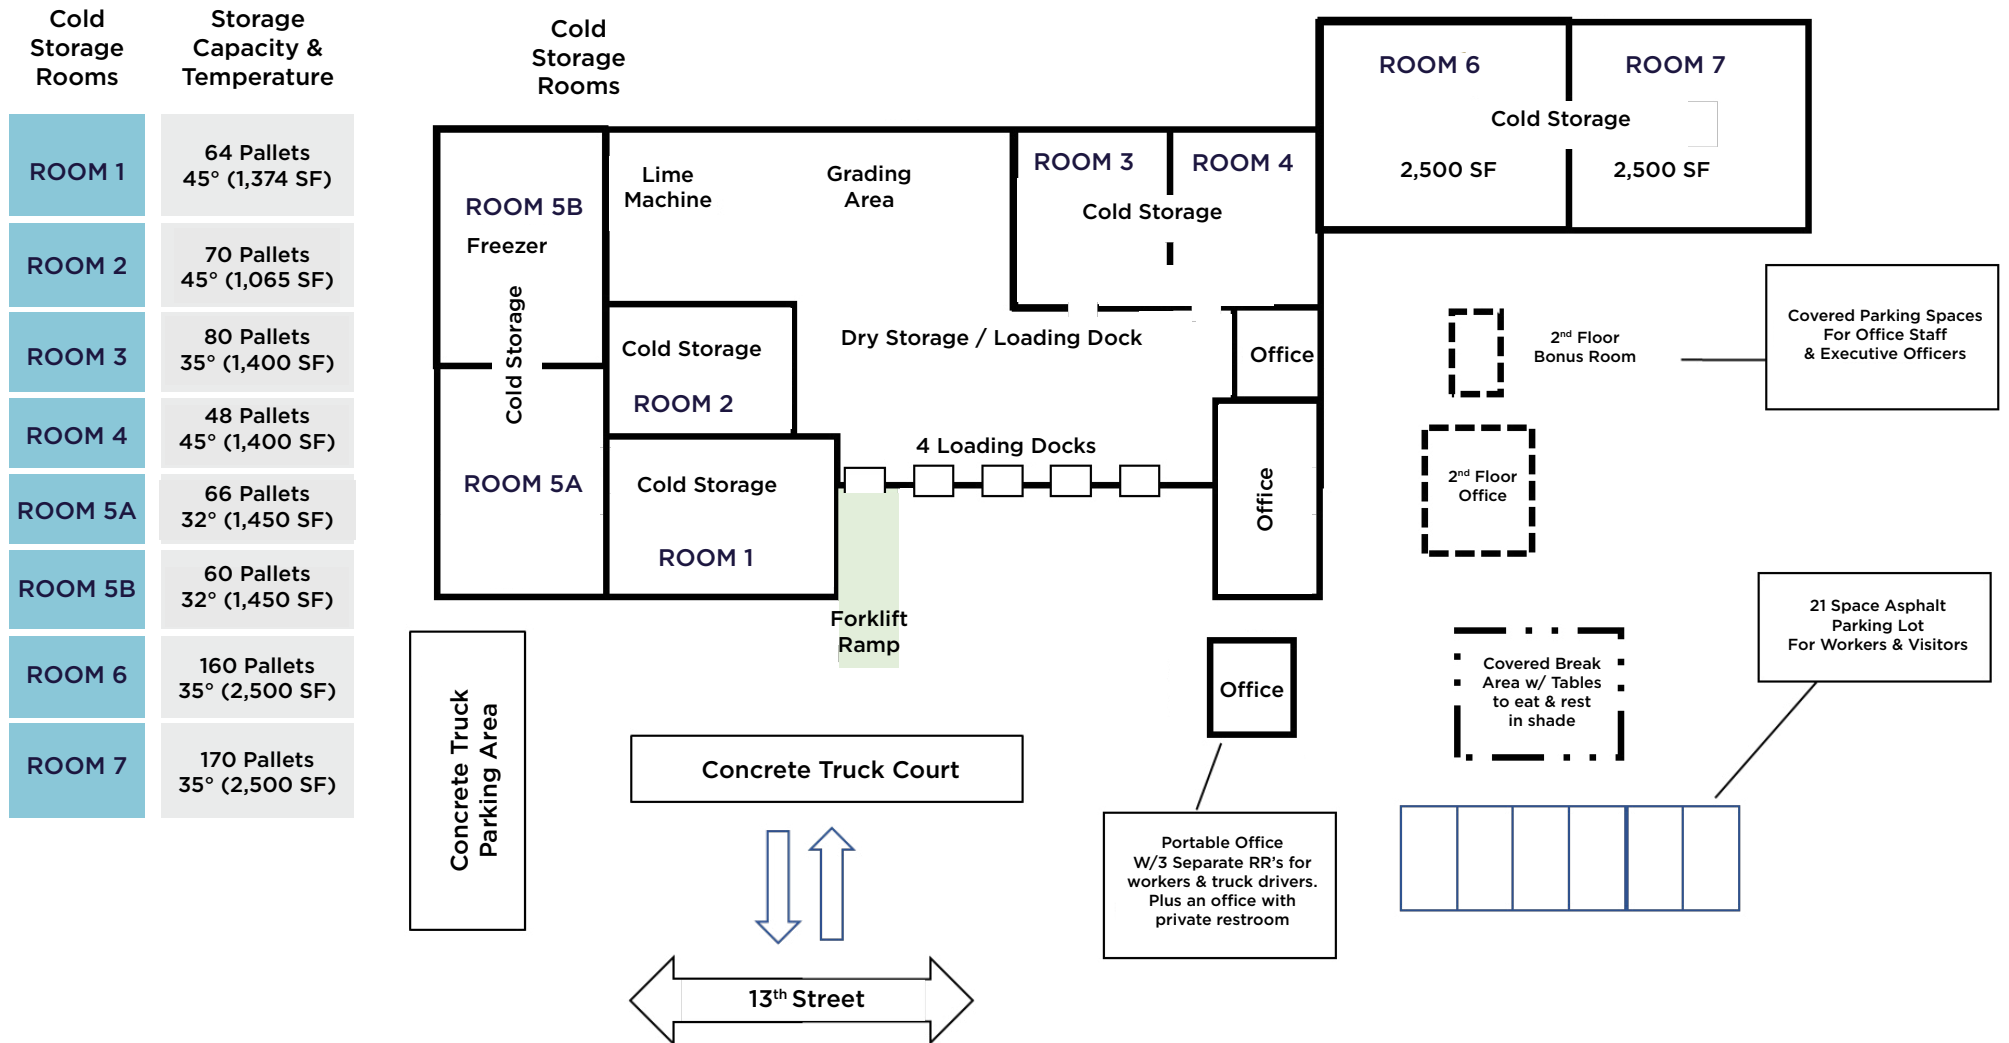 Cold
Storage
Rooms
Storage
Capacity &
Temperature
ROOM 1
64 Pallets
45° (1,374 SF)
ROOM 2
70 Pallets
45° (1,065 SF)
ROOM 3
80 Pallets
35° (1,400 SF)
ROOM 4
48 Pallets
45° (1,400 SF)
ROOM 5A
66 Pallets
32° (1,450 SF)
ROOM 5B
60 Pallets
32° (1,450 SF)
ROOM 6
160 Pallets
35° (2,500 SF)
ROOM 7
170 Pallets
35° (2,500 SF)
Cold
Storage
Rooms
ROOM 5B
Freezer
Cold Storage
ROOM 5A
Lime
Machine
Grading
Area
ROOM 3
ROOM 4
Cold Storage
ROOM 6
ROOM 7
Cold Storage
2,500 SF
2,500 SF
Cold Storage
ROOM 2
Dry Storage / Loading Dock
Office
Cold Storage
ROOM 1
4 Loading Docks
Office
Forklift
Ramp
2nd Floor
Bonus Room
Covered Parking Spaces
For Office Staff
& Executive Officers
2nd Floor
Office
21 Space Asphalt
Parking Lot
For Workers & Visitors
Covered Break
Area w/ Tables
to eat & rest
in shade
Office
Concrete Truck
Parking Area
Concrete Truck Court
Portable Office
W/3 Separate RR's for
workers & truck drivers.
Plus an office with
private restroom
13th Street